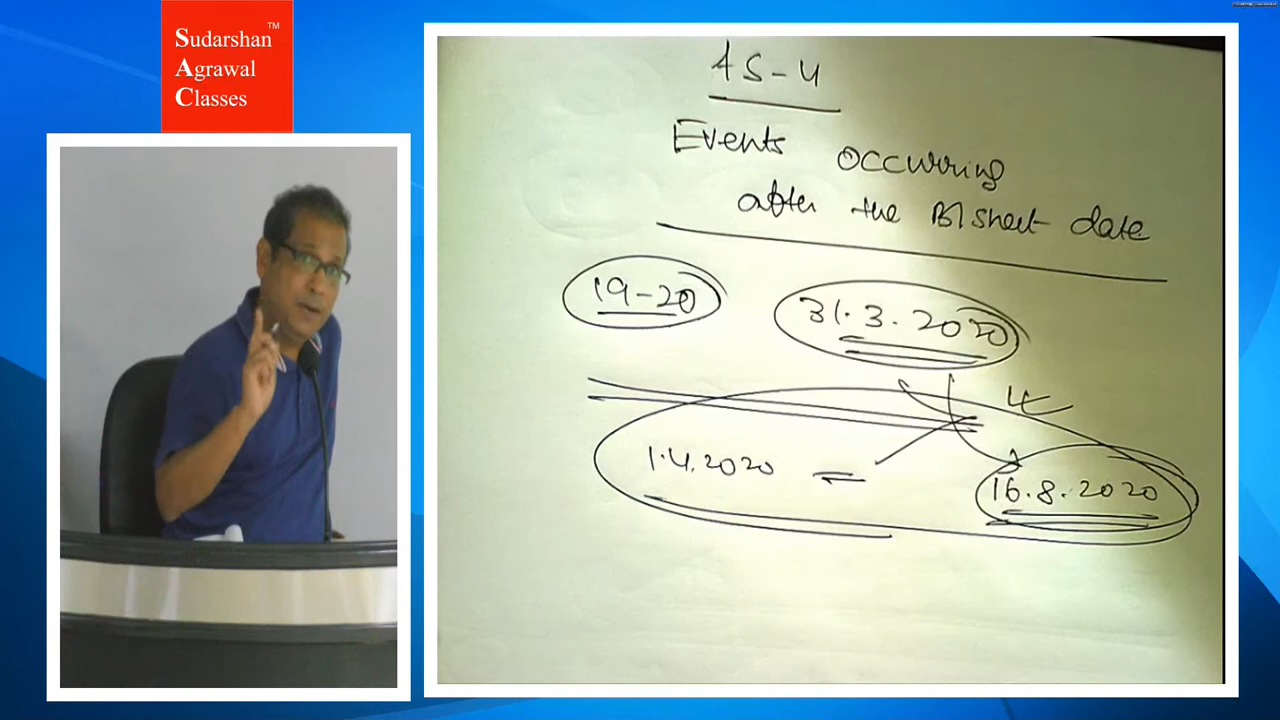 Sudarshan™
Agrawal
Classes
AS-4
Events occurring
after the B/sheet date
19-20 31.3.2020
1.4.2020 16.8.2020